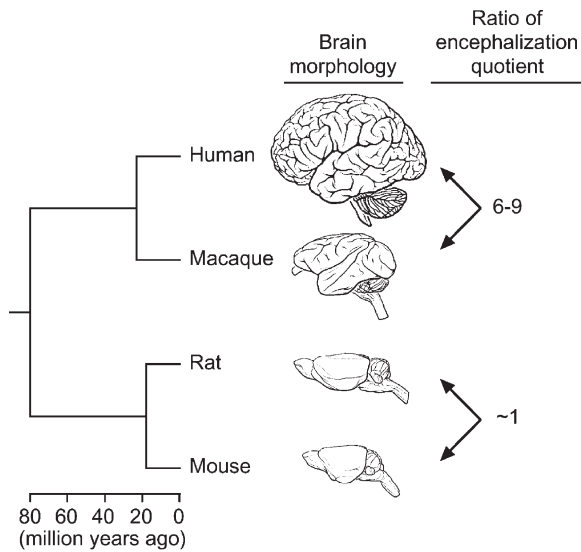 Brain
morphology
Ratio of
encephalization
quotient
Human
6-9
Macaque
Rat
~1
Mouse
80 60 40 20 0
(million years ago)